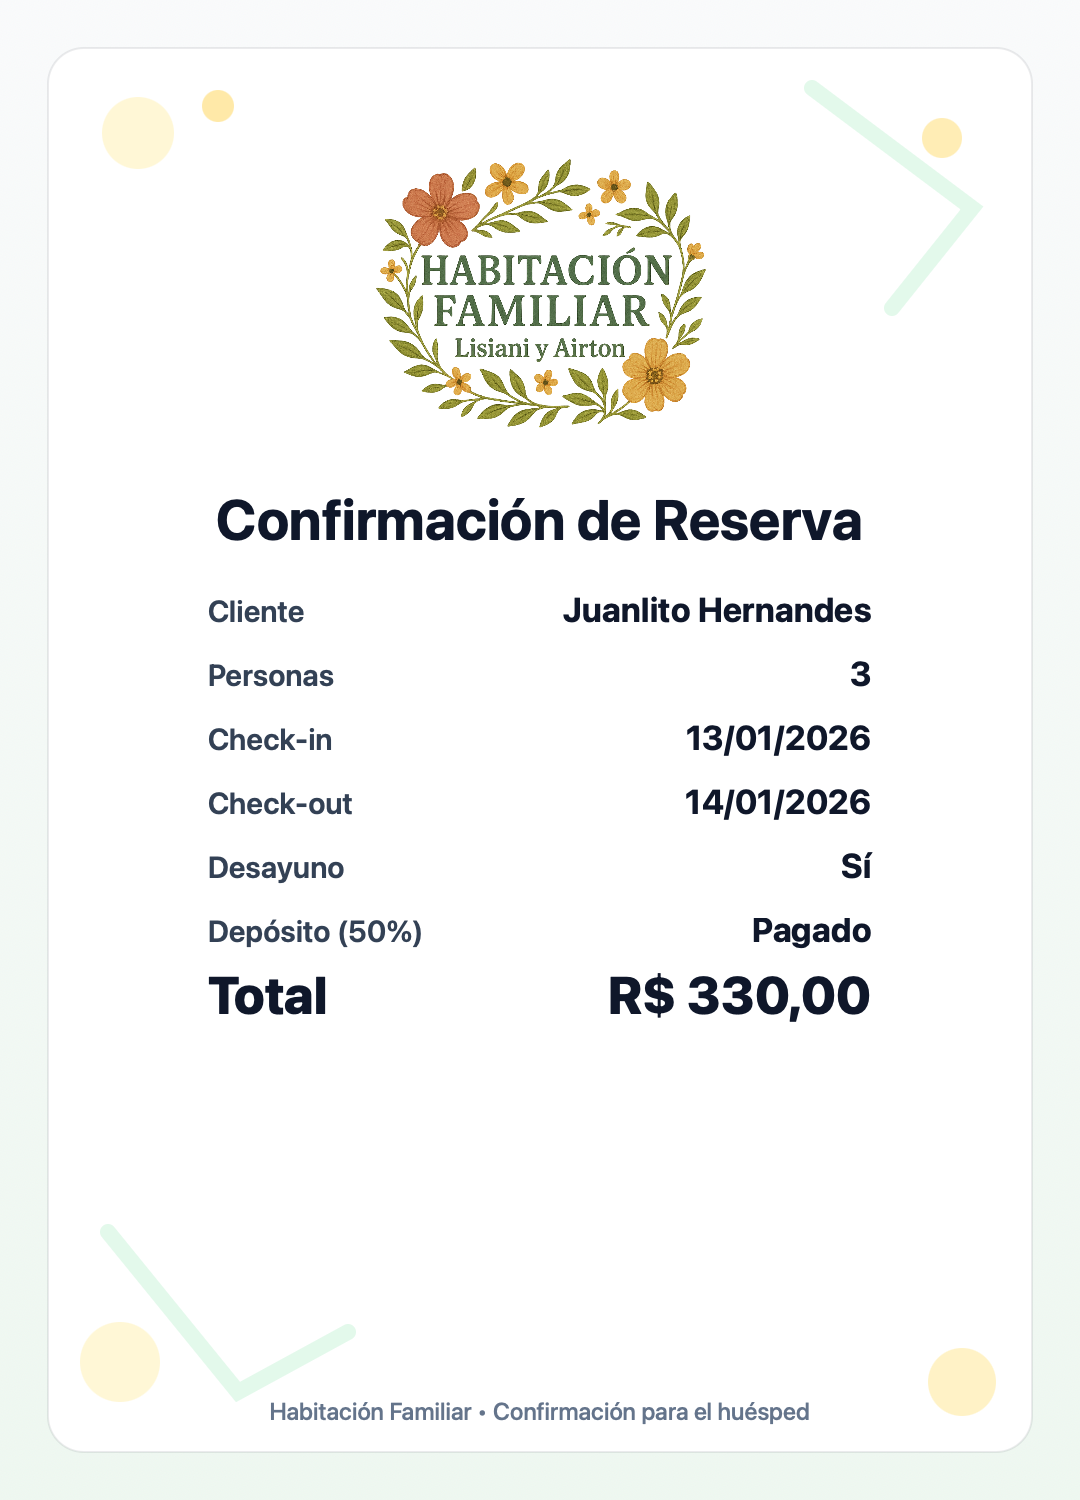 HABITACIÓN
FAMILIAR
Lisiani y Airton
Confirmación de Reserva
Cliente Juanlito Hernandes
Personas 3
Check-in 13/01/2026
Check-out 14/01/2026
Desayuno Sí
Depósito (50%) Pagado
Total R$ 330,00
Habitación Familiar • Confirmación para el huésped